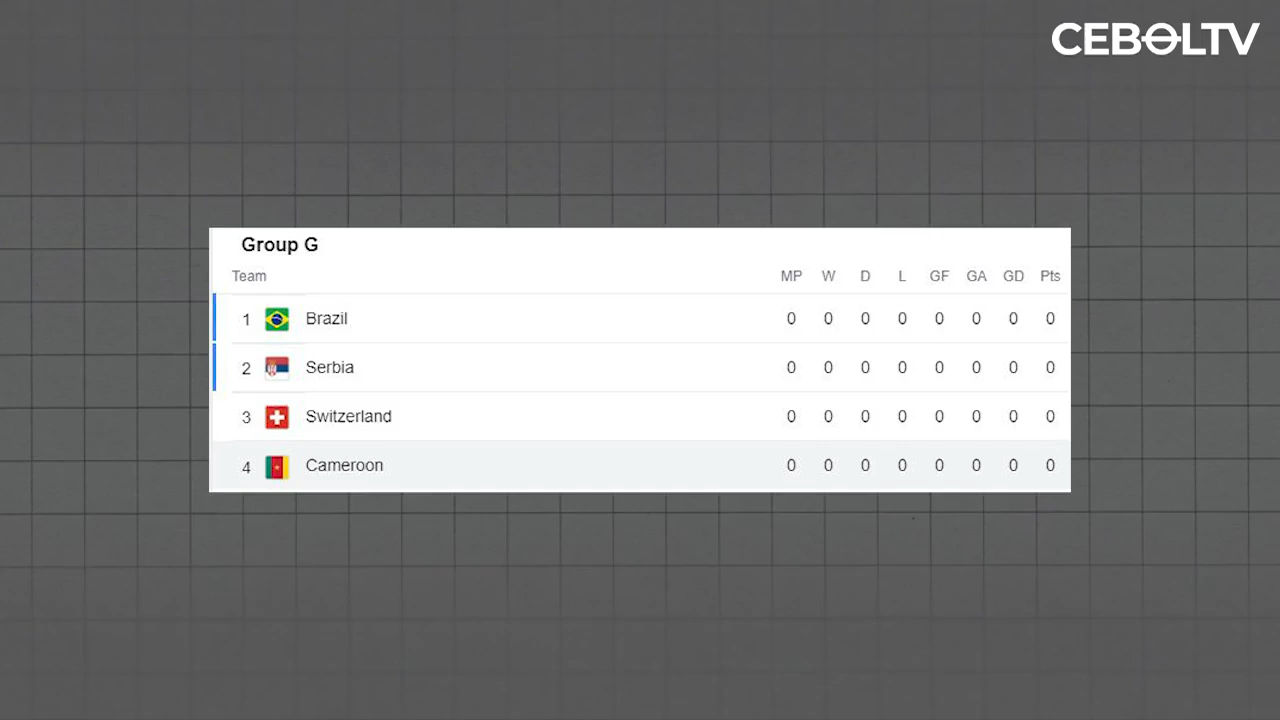 CEBOLTV
Group G
Team MP W D L GF GA GD Pts
1 Brazil 0 0 0 0 0 0 0 0
2 Serbia 0 0 0 0 0 0 0 0
3 Switzerland 0 0 0 0 0 0 0 0
4 Cameroon 0 0 0 0 0 0 0 0